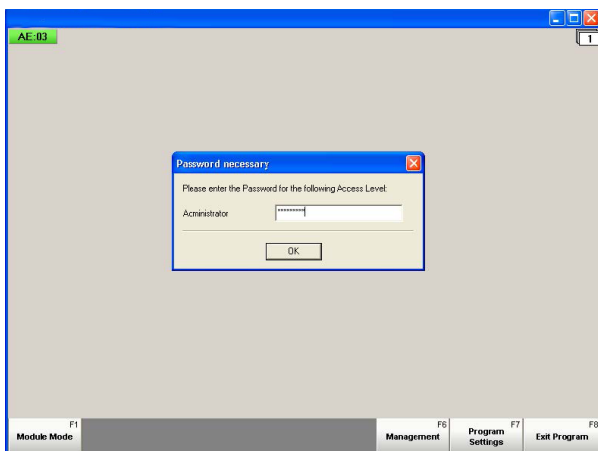 AE:03
1
Password necessary
Please enter the Password for the following Access Level:
Acministrator
*********
OK
F1
Module Mode
F6
Management
F7
Program
Settings
F8
Exit Program